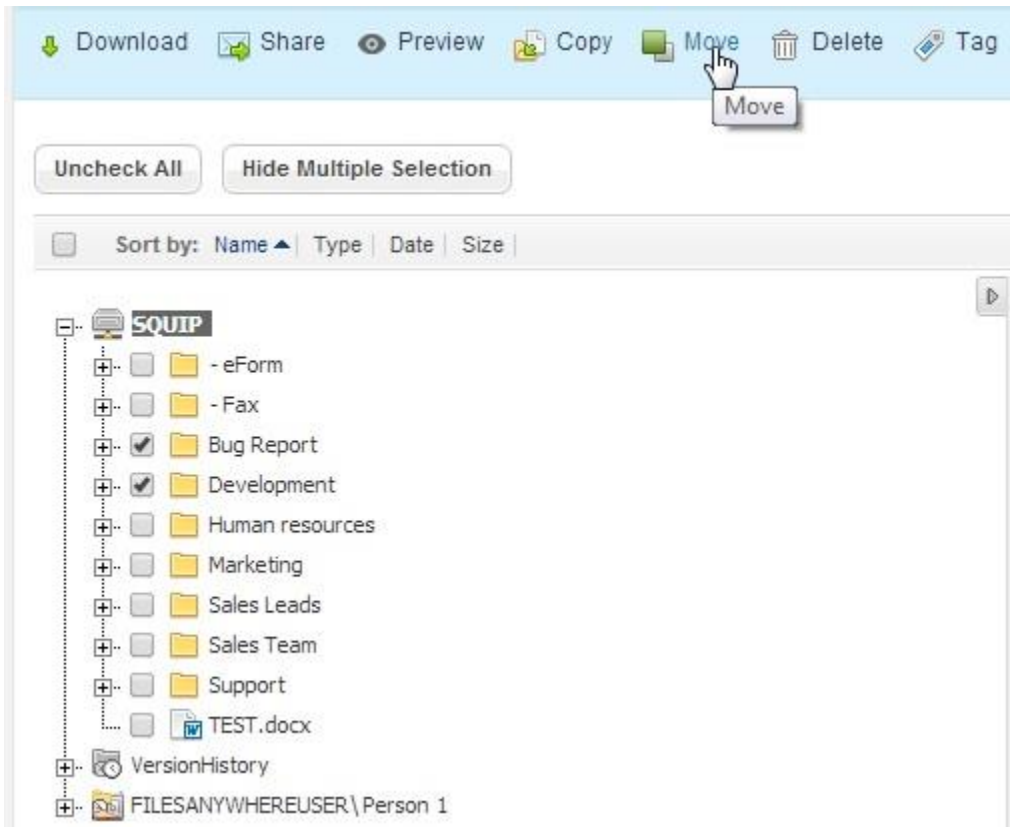 Download Share Preview Copy Move Delete Tag
Move
Uncheck All Hide Multiple Selection
Sort by: Name Type Date Size
SQUIP
- eForm
- Fax
Bug Report
Development
Human resources
Marketing
Sales Leads
Sales Team
Support
TEST.docx
VersionHistory
FILESANYWHEREUSER\Person 1